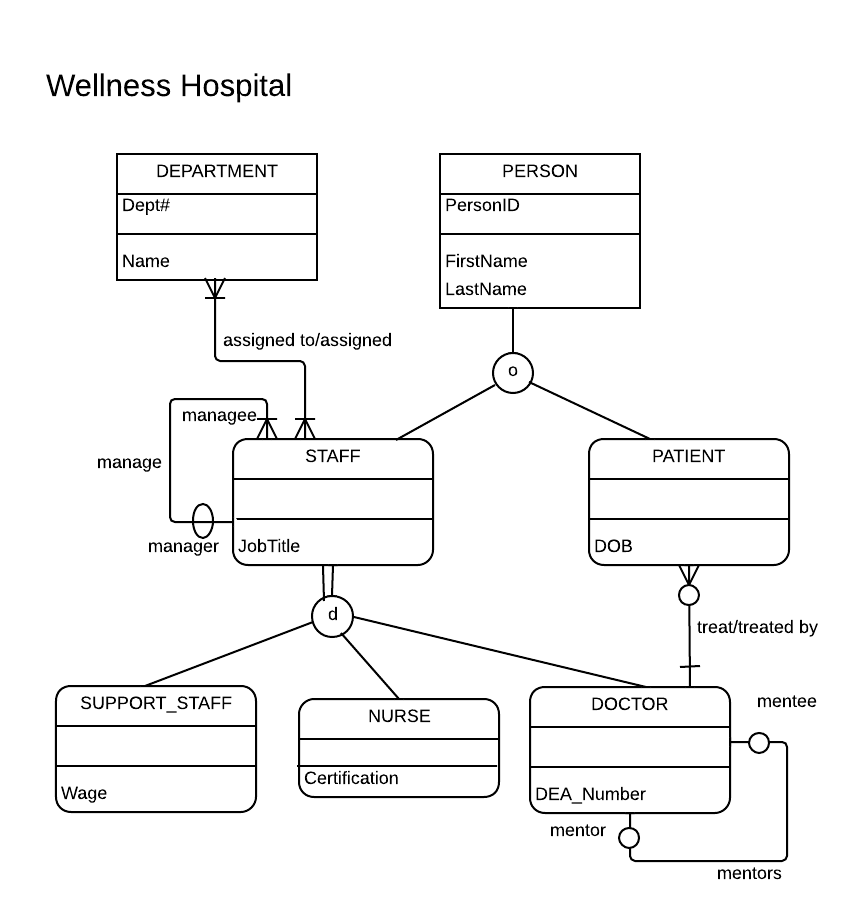 Wellness Hospital
DEPARTMENT
Dept#
Name
PERSON
PersonID
FirstName
LastName
assigned to/assigned
o
managee
manage
manager
STAFF
JobTitle
PATIENT
DOB
d
treat/treated by
SUPPORT_STAFF
Wage
NURSE
Certification
DOCTOR
DEA_Number
mentee
mentor
mentors